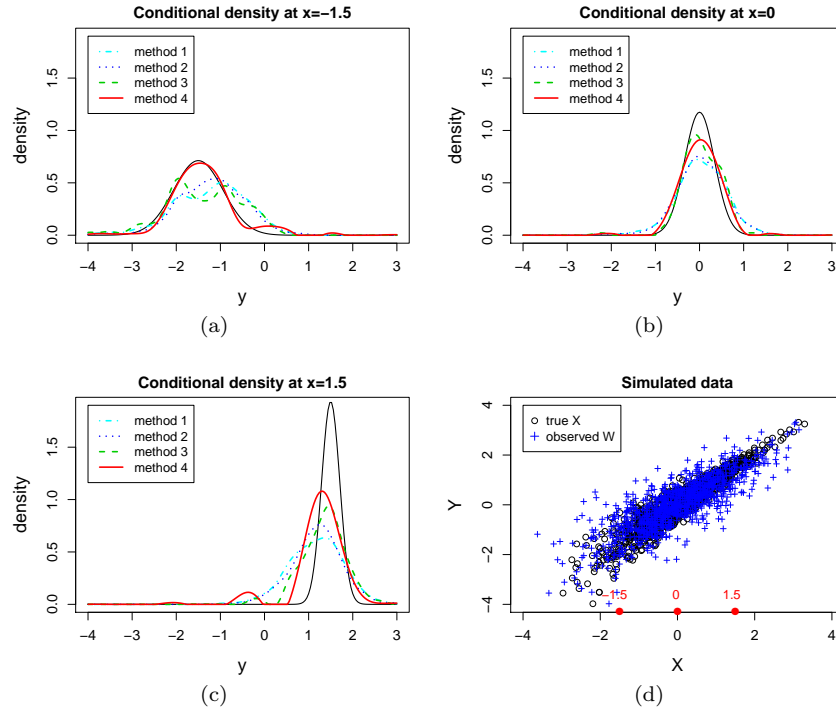 Conditional density at x=−1.5
method 1
method 2
method 3
method 4
density
0.0 0.5 1.0 1.5
−4 −3 −2 −1 0 1 2 3
y
(a)
Conditional density at x=0
method 1
method 2
method 3
method 4
density
0.0 0.5 1.0 1.5
−4 −3 −2 −1 0 1 2 3
y
(b)
Conditional density at x=1.5
method 1
method 2
method 3
method 4
density
0.0 0.5 1.0 1.5
−4 −3 −2 −1 0 1 2 3
y
(c)
Simulated data
true X
observed W
Y
−4 −2 0 2 4
−1.5 0 1.5
−4 −2 0 2 4
X
(d)